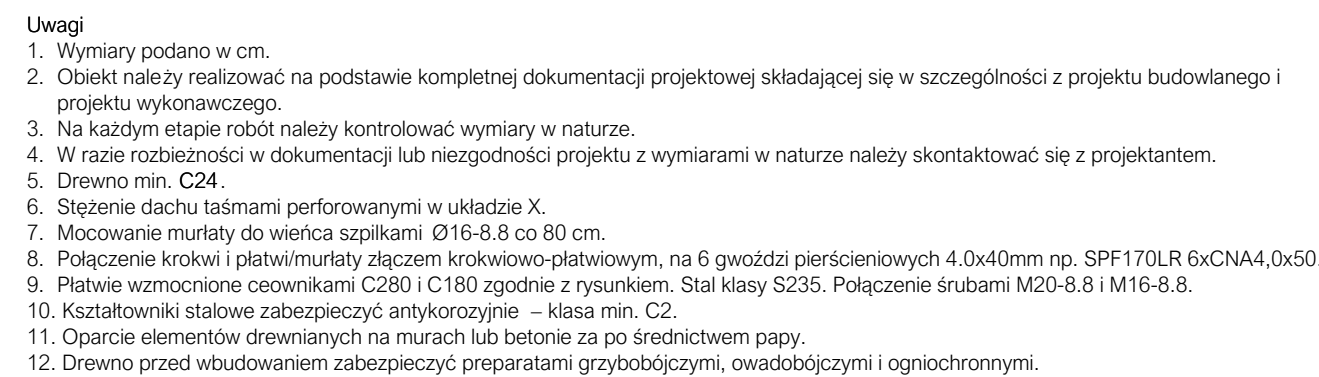 Uwagi
1. Wymiary podano w cm.
2. Obiekt należy realizować na podstawie kompletnej dokumentacji projektowej składającej się w szczególności z projektu budowlanego i
projektu wykonawczego.
3. Na każdym etapie robót należy kontrolować wymiary w naturze.
4. W razie rozbieżności w dokumentacji lub niezgodności projektu z wymiarami w naturze należy skontaktować się z projektantem.
5. Drewno min. C24.
6. Stężenie dachu taśmami perforowanymi w układzie X.
7. Mocowanie murłaty do wieńca szpilkami Ø16-8.8 co 80 cm.
8. Połączenie krokwi i płatwi/murłaty złączem krokwiowo-płatwiowym, na 6 gwoździ pierścieniowych 4.0x40mm np. SPF170LR 6xCNA4,0x50.
9. Płatwie wzmocnione ceownikami C280 i C180 zgodnie z rysunkiem. Stal klasy S235. Połączenie śrubami M20-8.8 i M16-8.8.
10. Kształtowniki stalowe zabezpieczyć antykorozyjnie – klasa min. C2.
11. Oparcie elementów drewnianych na murach lub betonie za po średnictwem papy.
12. Drewno przed wbudowaniem zabezpieczyć preparatami grzybobójczymi, owadobójczymi i ogniochronnymi.